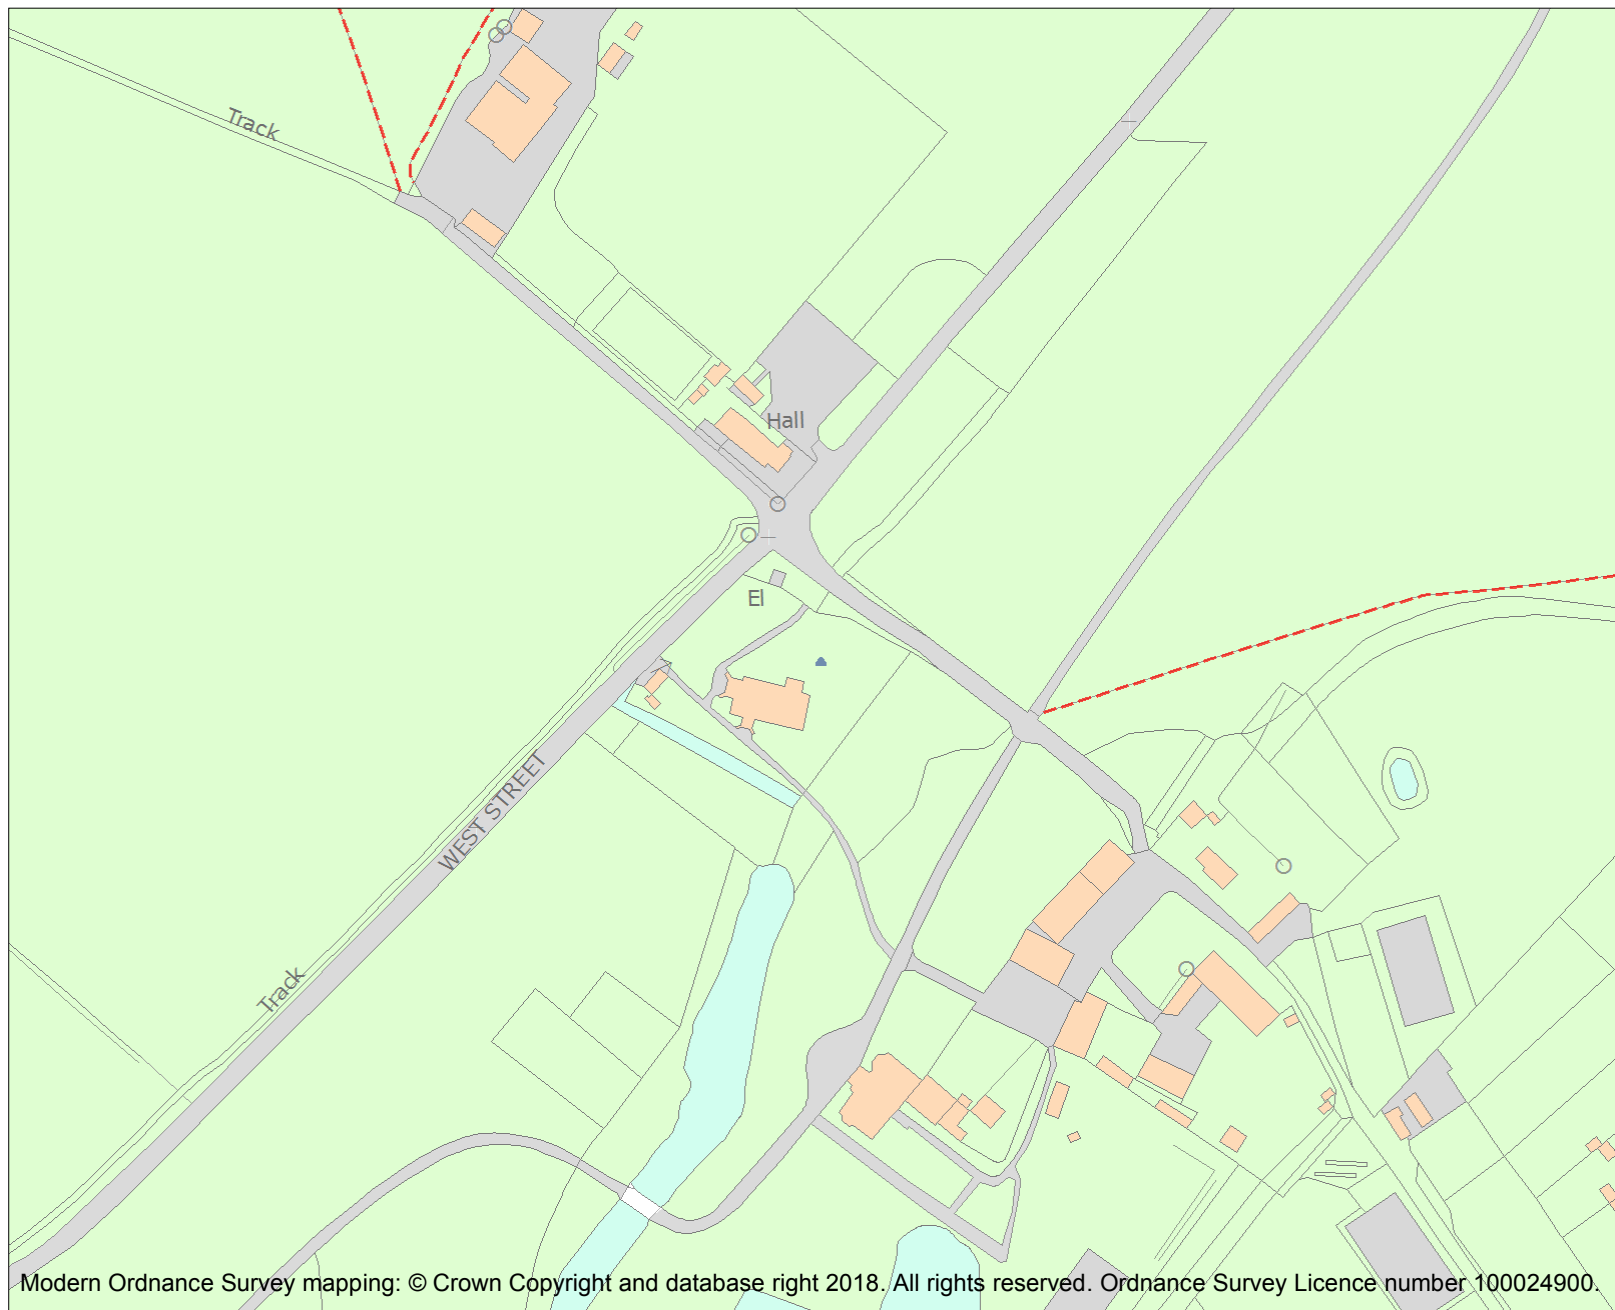 Track
Hall
El
WEST STREET
Track
Modern Ordnance Survey mapping: © Crown Copyright and database right 2018. All rights reserved. Ordnance Survey Licence number 100024900.